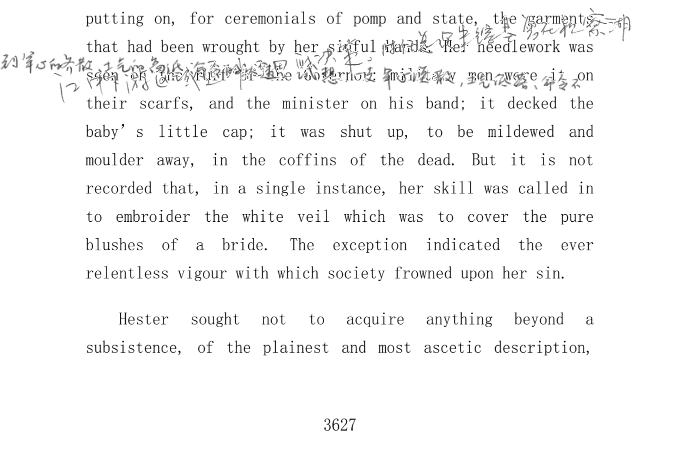 putting on, for ceremonials of pomp and state, the garments
that had been wrought by her sinful hands. Her needlework was
seen on the ruff of the Governor; military men wore it on
their scarfs, and the minister on his band; it decked the
baby’s little cap; it was shut up, to be mildewed and
moulder away, in the coffins of the dead. But it is not
recorded that, in a single instance, her skill was called in
to embroider the white veil which was to cover the pure
blushes of a bride. The exception indicated the ever
relentless vigour with which society frowned upon her sin.
Hester sought not to acquire anything beyond a
subsistence, of the plainest and most ascetic description,
3627